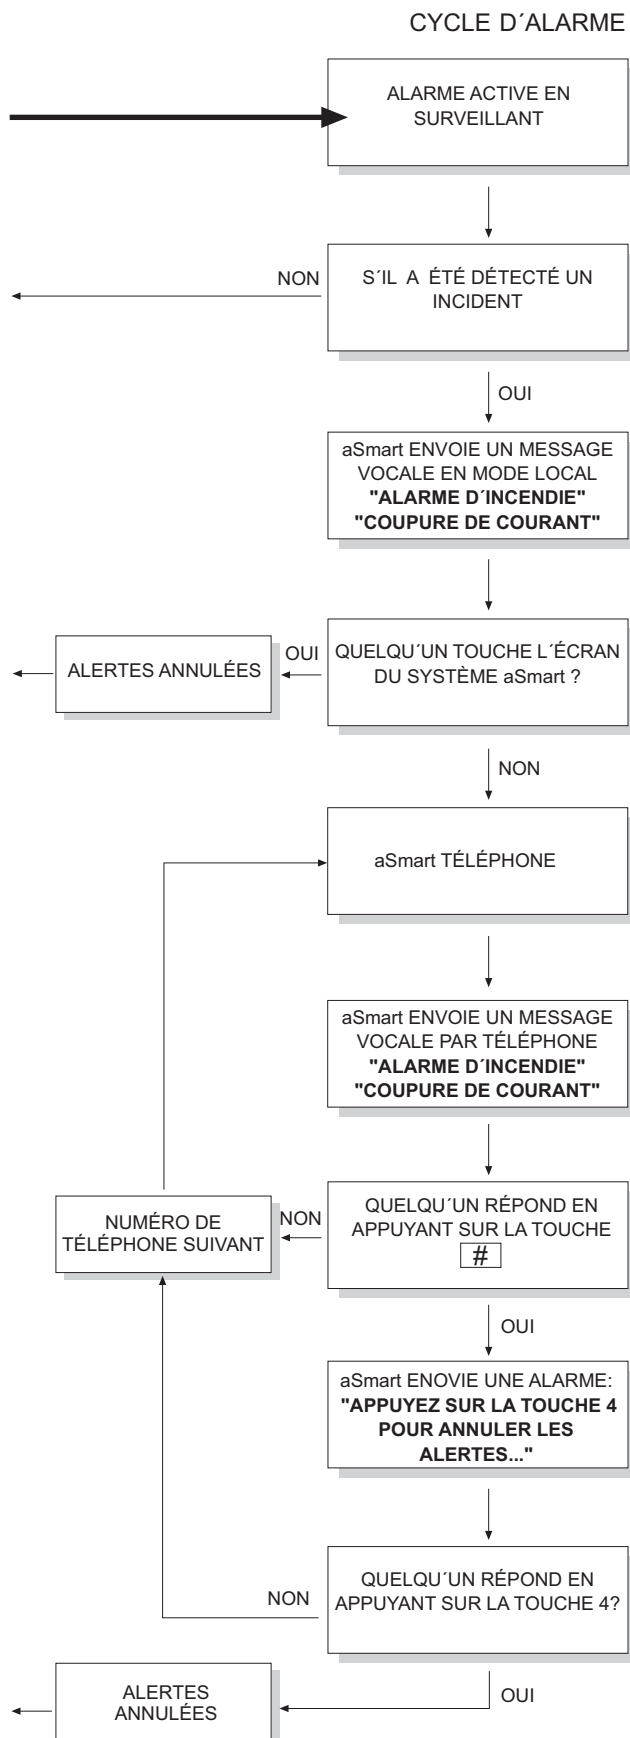 CYCLE D´ALARME
ALARME ACTIVE EN
SURVEILLANT
NON
S´IL A ÉTÉ DÉTECTÉ UN
INCIDENT
OUI
aSmart ENVOIE UN MESSAGE
VOCALE EN MODE LOCAL
"ALARME D´INCENDIE"
"COUPURE DE COURANT"
ALERTES ANNULÉES
OUI
QUELQU´UN TOUCHE L´ÉCRAN
DU SYSTÈME aSmart ?
NON
aSmart TÉLÉPHONE
aSmart ENVOIE UN MESSAGE
VOCALE PAR TÉLÉPHONE
"ALARME D´INCENDIE"
"COUPURE DE COURANT"
NUMÉRO DE
TÉLÉPHONE SUIVANT
NON
QUELQU´UN RÉPOND EN
APPUYANT SUR LA TOUCHE
#
OUI
aSmart ENOVIE UNE ALARME:
"APPUYEZ SUR LA TOUCHE 4
POUR ANNULER LES
ALERTES..."
NON
QUELQU´UN RÉPOND EN
APPUYANT SUR LA TOUCHE 4?
OUI
ALERTES
ANNULÉES